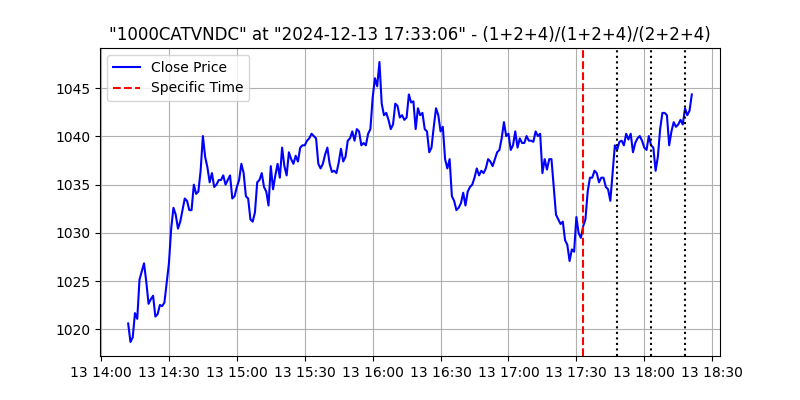 "1000CATVNDC" at "2024-12-13 17:33:06" - (1+2+4)/(1+2+4)/(2+2+4)
Close Price
Specific Time
1045
1040
1035
1030
1025
1020
13 14:00 13 14:30 13 15:00 13 15:30 13 16:00 13 16:30 13 17:00 13 17:30 13 18:00 13 18:30